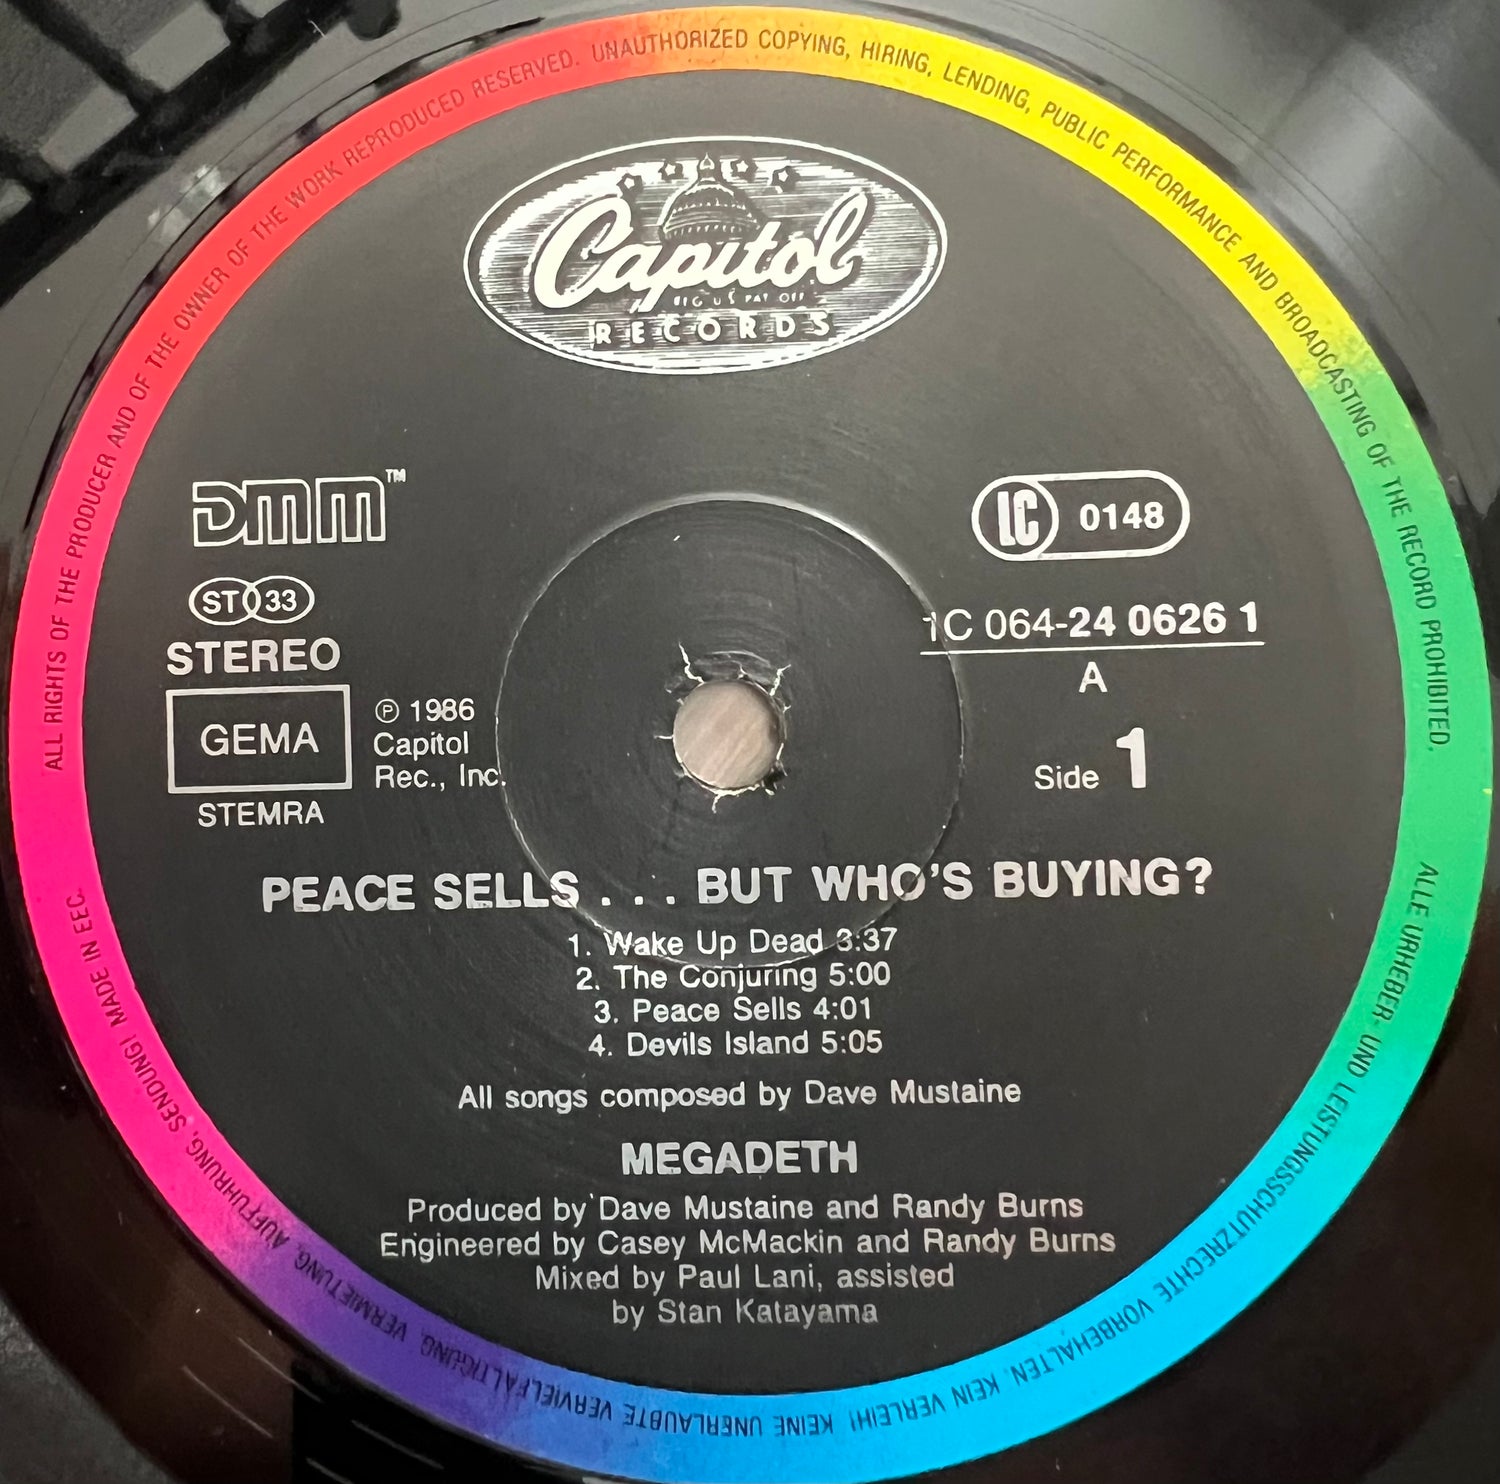 ALL RIGHTS OF THE PRODUCER AND OF THE OWNER OF THE WORK REPRODUCED RESERVED. UNAUTHORIZED COPYING, HIRING, LENDING, PUBLIC PERFORMANCE AND BROADCASTING OF THE RECORD PROHIBITED.
Capitol
RECORDS
DMM™
LC 0148
ST 33
STEREO
GEMA
STEMRA
℗ 1986
Capitol
Rec., Inc.
1C 064-24 0626 1
A
Side 1
PEACE SELLS . . . BUT WHO'S BUYING?
1. Wake Up Dead 3:37
2. The Conjuring 5:00
3. Peace Sells 4:01
4. Devils Island 5:05
All songs composed by Dave Mustaine
MEGADETH
Produced by Dave Mustaine and Randy Burns
Engineered by Casey McMackin and Randy Burns
Mixed by Paul Lani, assisted
by Stan Katayama
ALLE URHEBER- UND LEISTUNGSSCHUTZRECHTE VORBEHALTEN. KEIN VERLEIH! KEINE UNERLAUBTE VERVIELFÄLTIGUNG, VERMIETUNG, AUFFÜHRUNG, SENDUNG! MADE IN EEC